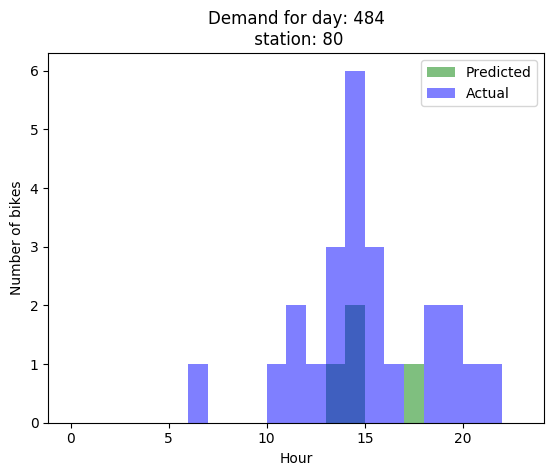 Demand for day: 484
station: 80
Predicted
Actual
Number of bikes
6
5
4
3
2
1
0
0 5 10 15 20
Hour